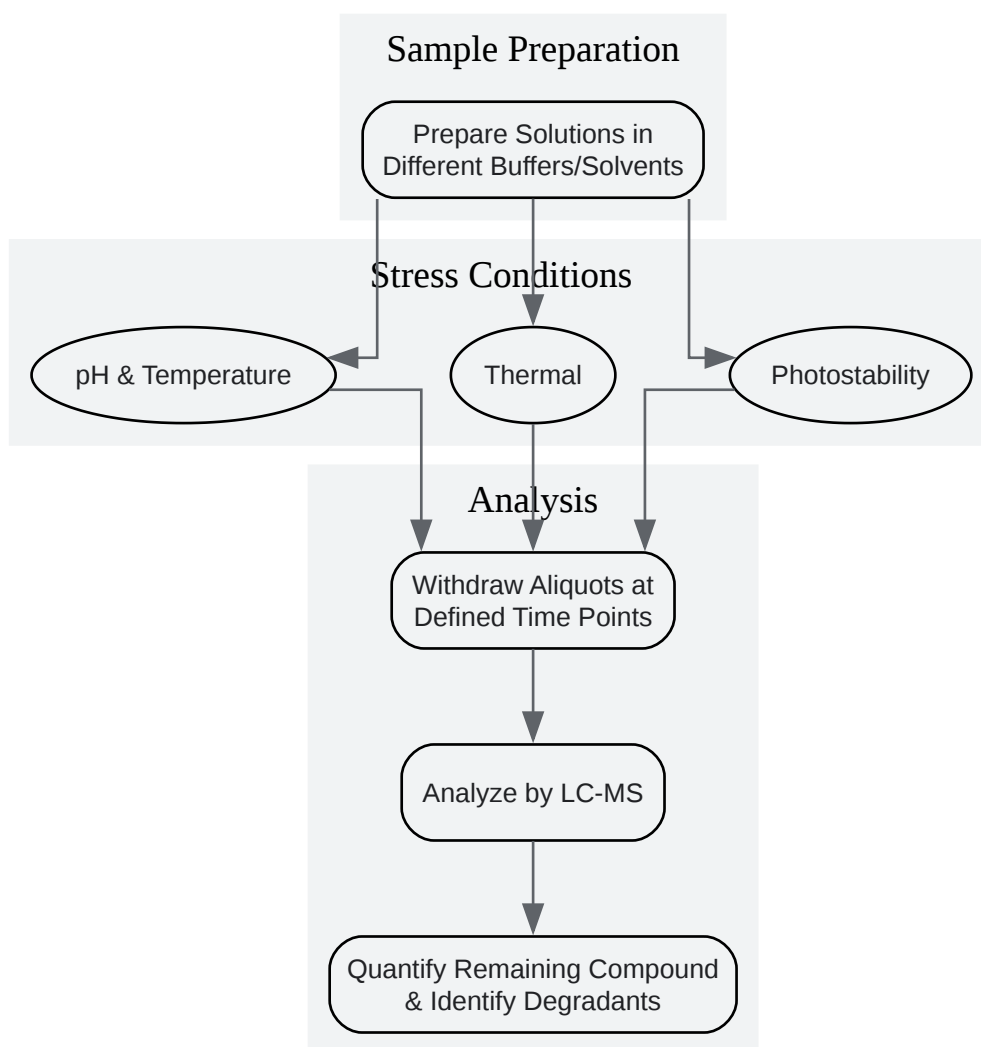 Sample Preparation
Prepare Solutions in
Different Buffers/Solvents
Stress Conditions
pH & Temperature
Thermal
Photostability
Analysis
Withdraw Aliquots at
Defined Time Points
Analyze by LC-MS
Quantify Remaining Compound
& Identify Degradants